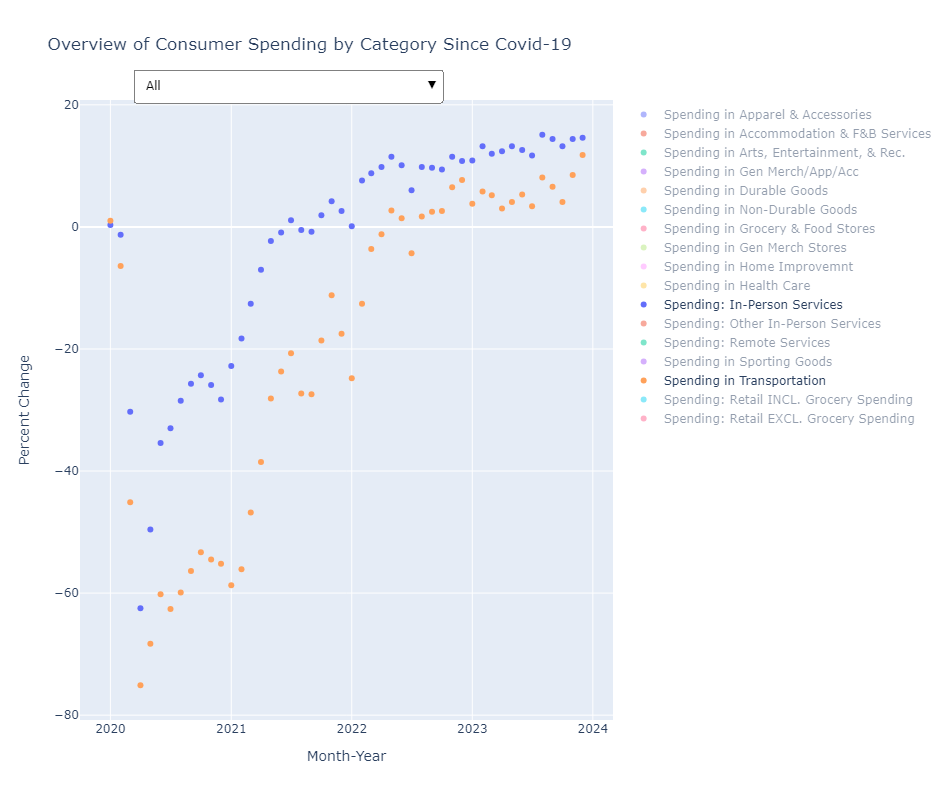 Overview of Consumer Spending by Category Since Covid-19
All ▼
20
0
−20
−40
−60
−80
Percent Change
2020 2021 2022 2023 2024
Month-Year
Spending in Apparel & Accessories
Spending in Accommodation & F&B Services
Spending in Arts, Entertainment, & Rec.
Spending in Gen Merch/App/Acc
Spending in Durable Goods
Spending in Non-Durable Goods
Spending in Grocery & Food Stores
Spending in Gen Merch Stores
Spending in Home Improvemnt
Spending in Health Care
Spending: In-Person Services
Spending: Other In-Person Services
Spending: Remote Services
Spending in Sporting Goods
Spending in Transportation
Spending: Retail INCL. Grocery Spending
Spending: Retail EXCL. Grocery Spending